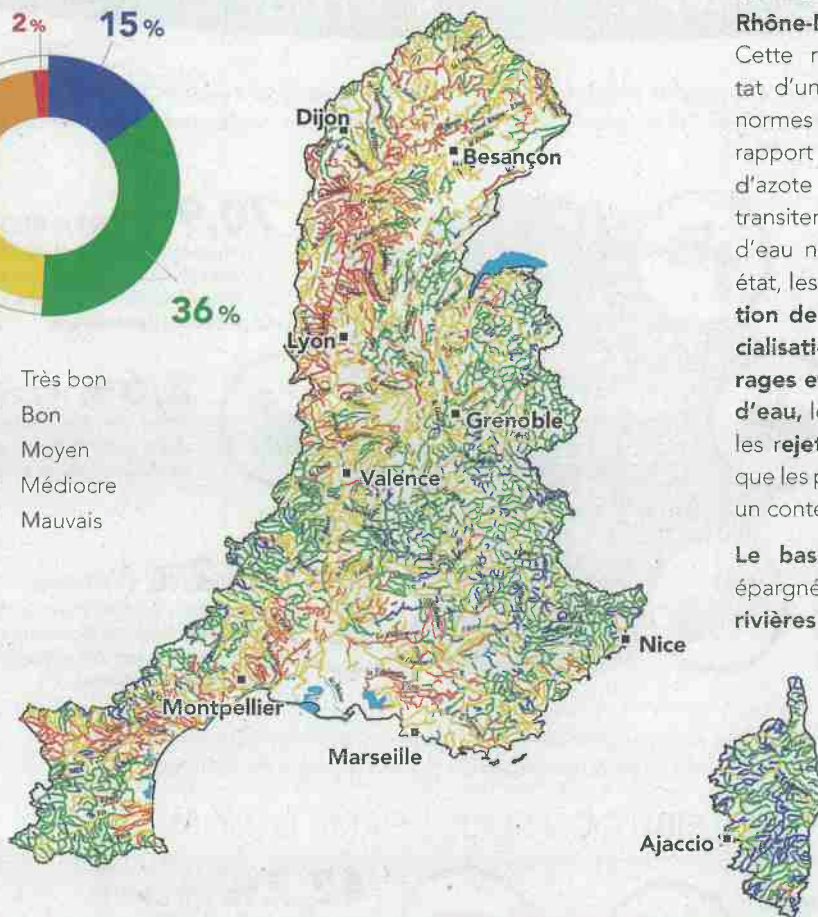 2%
15%
36%
Très bon
Bon
Moyen
Médiocre
Mauvais
Dijon
Besançon
Lyon
Grenoble
Valence
Nice
Montpellier
Marseille
Ajaccio
Rhône-M
Cette r
tat d'un
normes
rapport
d'azote
transiter
d'eau n
état, les
tion de
cialisati
rages e
d'eau, l
les rejet
que les p
un conte
Le bas
épargné
rivières